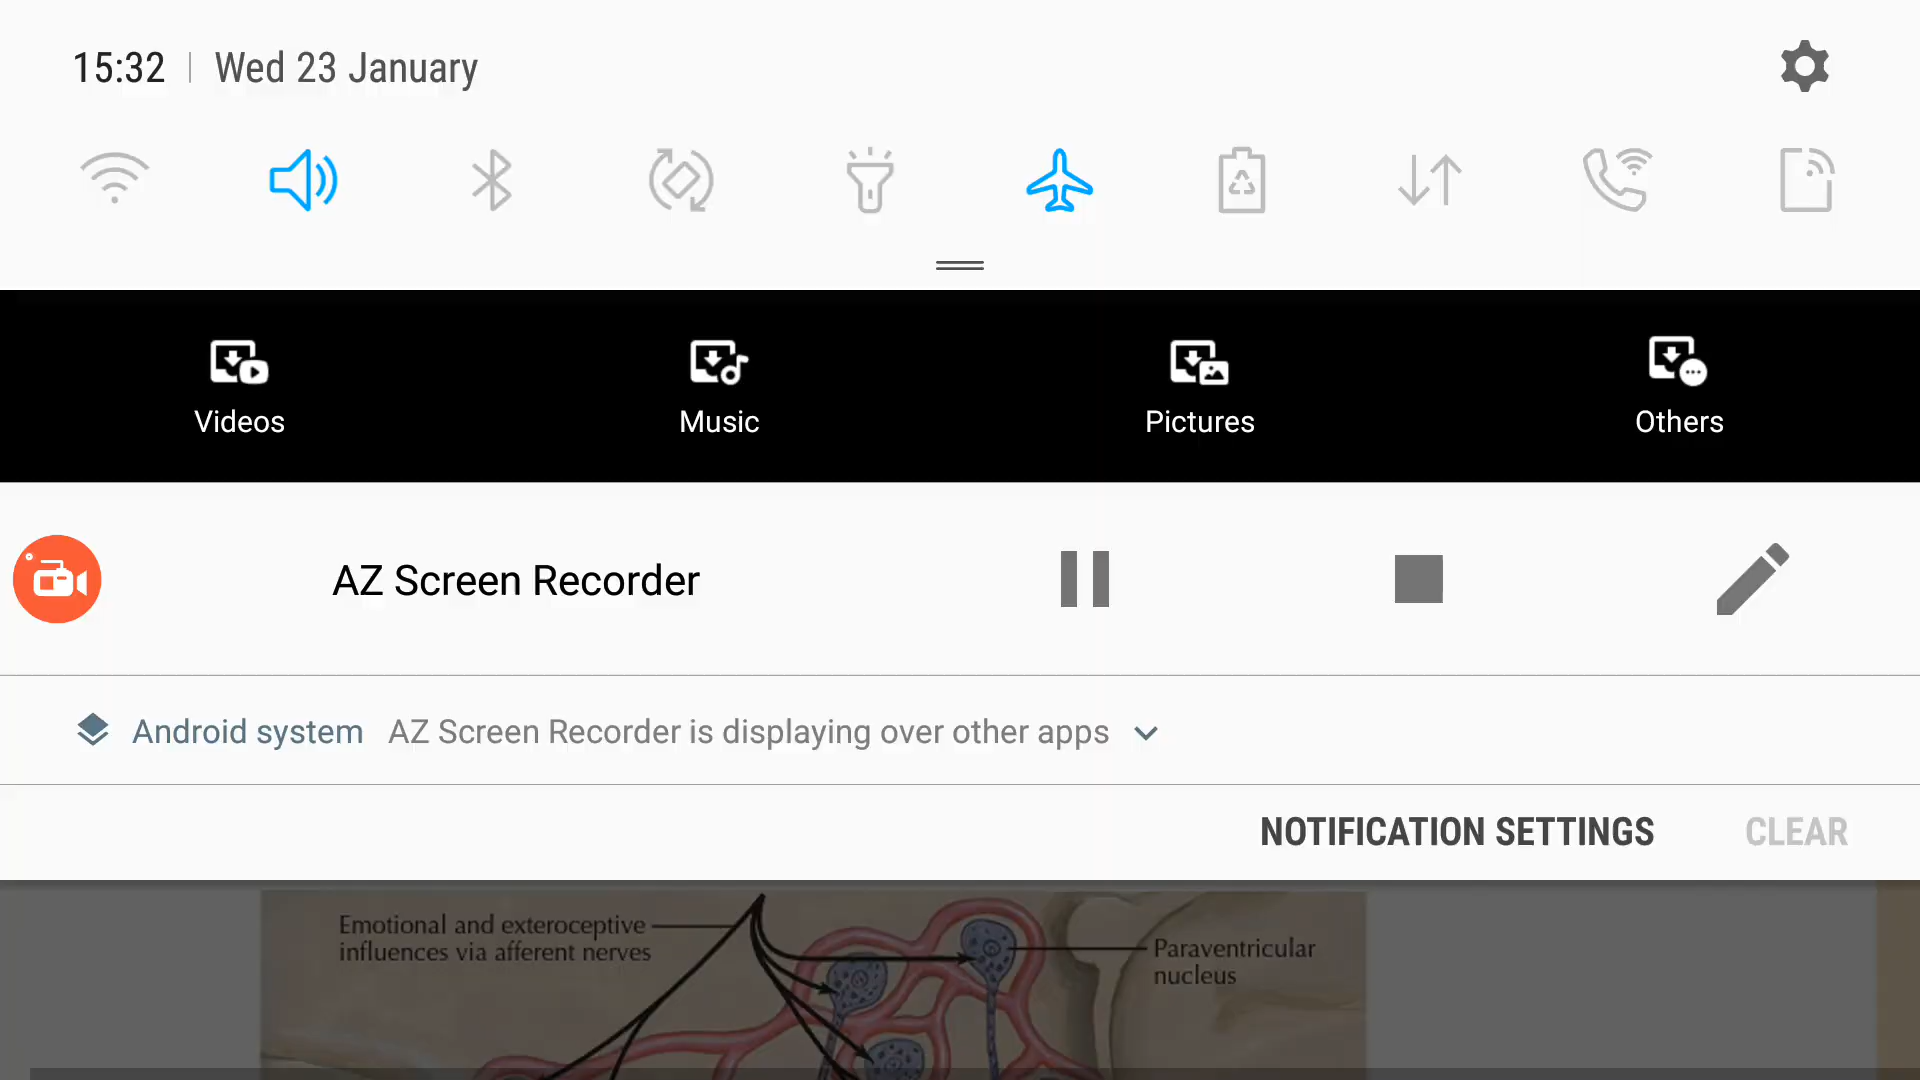 15:32 | Wed 23 January
Videos
Music
Pictures
Others
AZ Screen Recorder
Android system AZ Screen Recorder is displaying over other apps
NOTIFICATION SETTINGS CLEAR
Emotional and exteroceptive
influences via afferent nerves
Paraventricular
nucleus